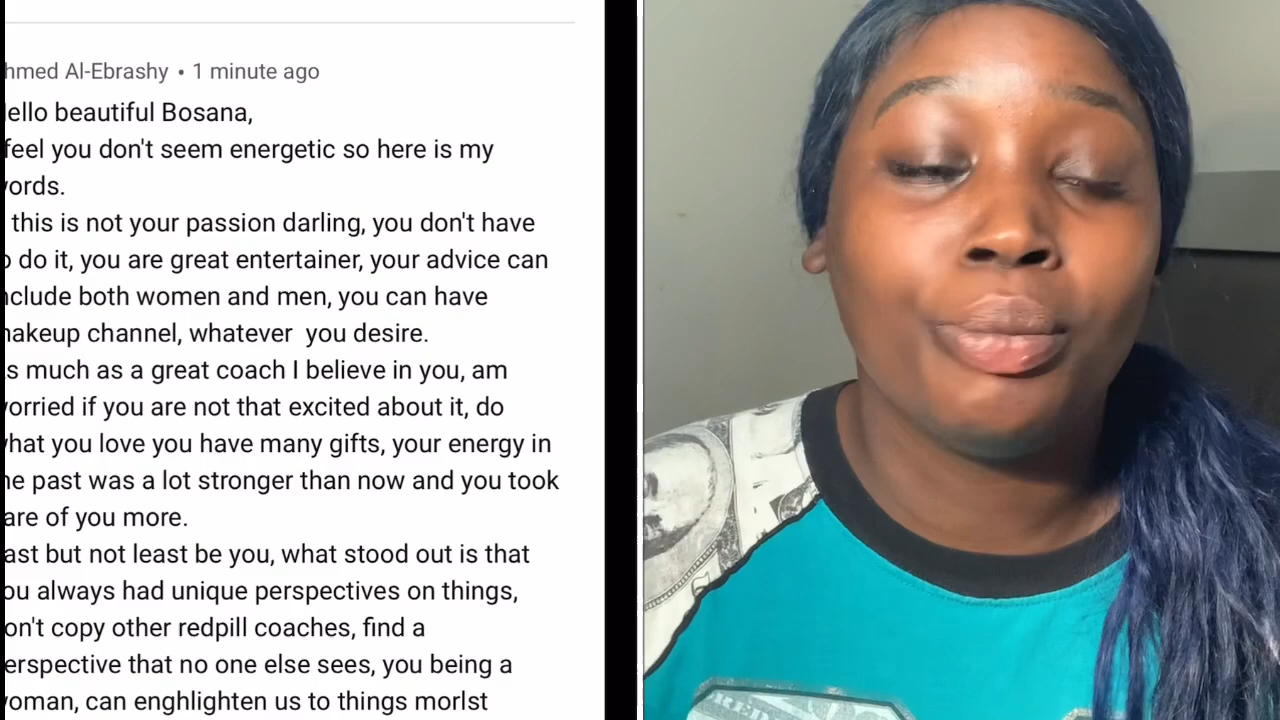 hmed Al-Ebrashy • 1 minute ago
ello beautiful Bosana,
feel you don't seem energetic so here is my
ords.
this is not your passion darling, you don't have
o do it, you are great entertainer, your advice can
nclude both women and men, you can have
makeup channel, whatever you desire.
s much as a great coach I believe in you, am
worried if you are not that excited about it, do
what you love you have many gifts, your energy in
he past was a lot stronger than now and you took
are of you more.
ast but not least be you, what stood out is that
ou always had unique perspectives on things,
on't copy other redpill coaches, find a
erspective that no one else sees, you being a
woman, can enghlighten us to things morlst